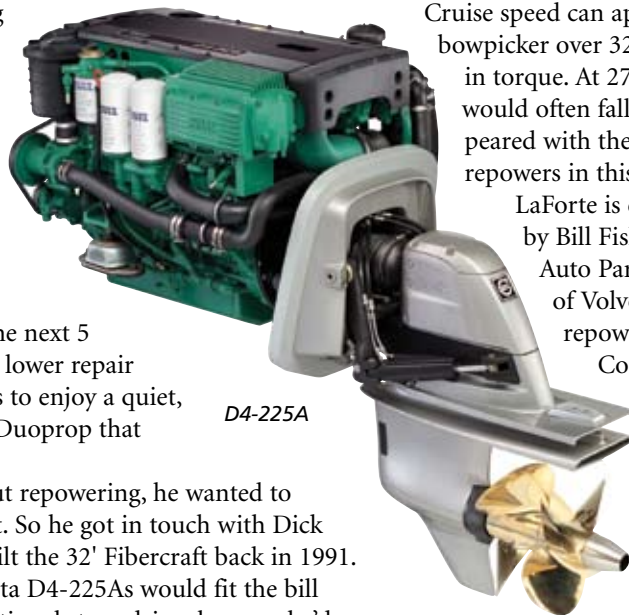 Cruise speed can ap
bowpicker over 32
in torque. At 27
would often fall
peared with the
repowers in this
LaForte is
by Bill Fis
Auto Par
of Volv
repow
Co
ne next 5
lower repair
s to enjoy a quiet,
Duoprop that
D4-225A
ut repowering, he wanted to
t. So he got in touch with Dick
ilt the 32' Fibercraft back in 1991.
ta D4-225As would fit the bill